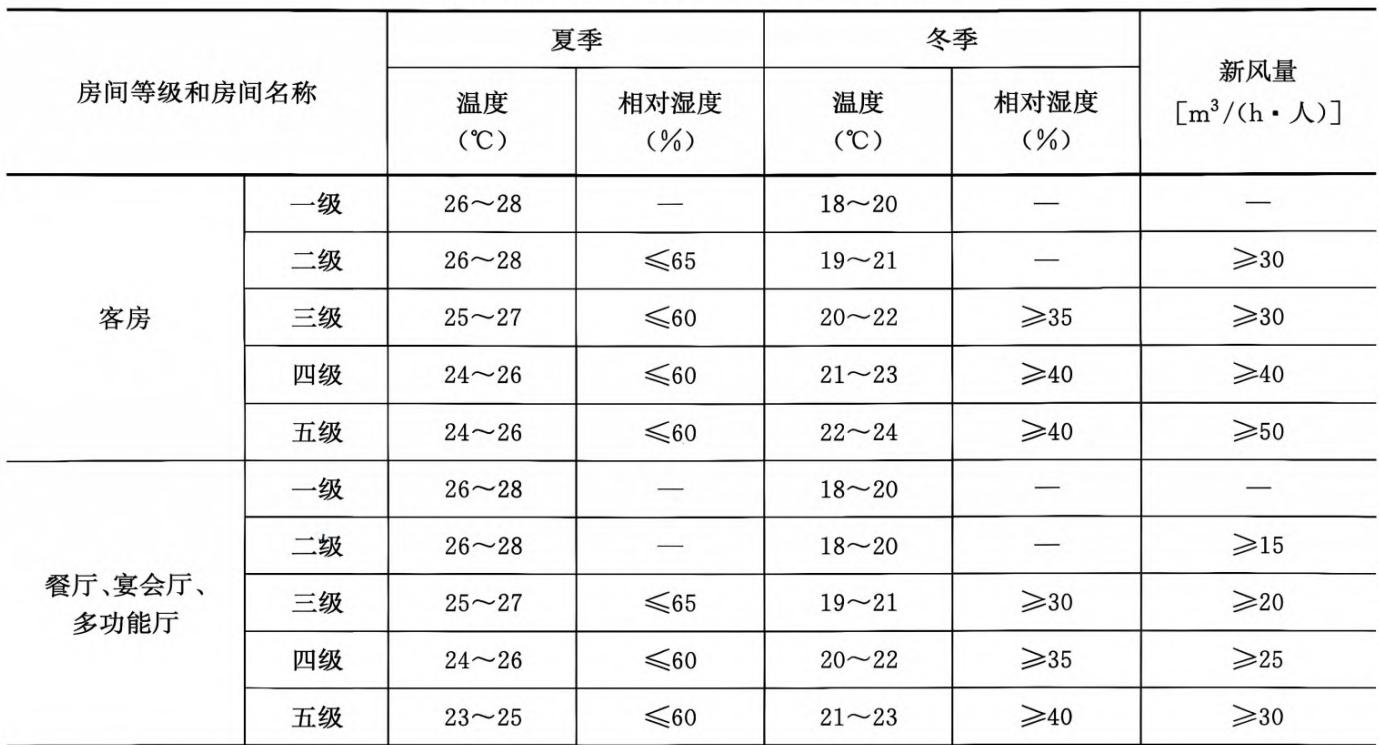 房间等级和房间名称 夏季 冬季 新风量 [m³/(h·人)]
温度 (℃) 相对湿度 (%) 温度 (℃) 相对湿度 (%)
客房 一级 26～28 — 18～20 — —
二级 26～28 ≤65 19～21 — ≥30
三级 25～27 ≤60 20～22 ≥35 ≥30
四级 24～26 ≤60 21～23 ≥40 ≥40
五级 24～26 ≤60 22～24 ≥40 ≥50
餐厅、宴会厅、多功能厅 一级 26～28 — 18～20 — —
二级 26～28 — 18～20 — ≥15
三级 25～27 ≤65 19～21 ≥30 ≥20
四级 24～26 ≤60 20～22 ≥35 ≥25
五级 23～25 ≤60 21～23 ≥40 ≥30